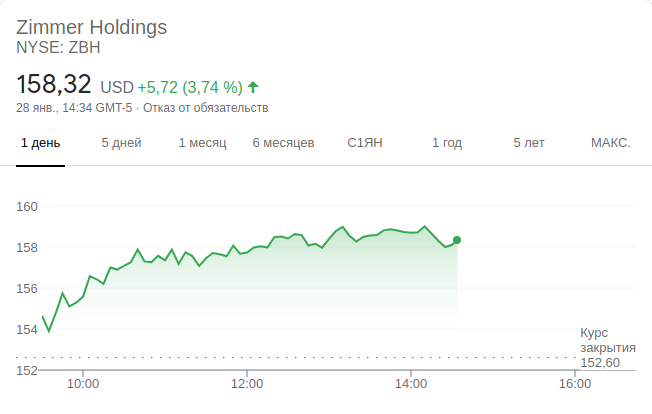 Zimmer Holdings
NYSE: ZBH
158,32 USD +5,72 (3,74 %)
28 янв., 14:34 GMT-5 · Отказ от обязательств
1 день 5 дней 1 месяц 6 месяцев С1ЯН 1 год 5 лет МАКС.
160
158
156
154
Курс
закрытия
152,60
152
10:00 12:00 14:00 16:00